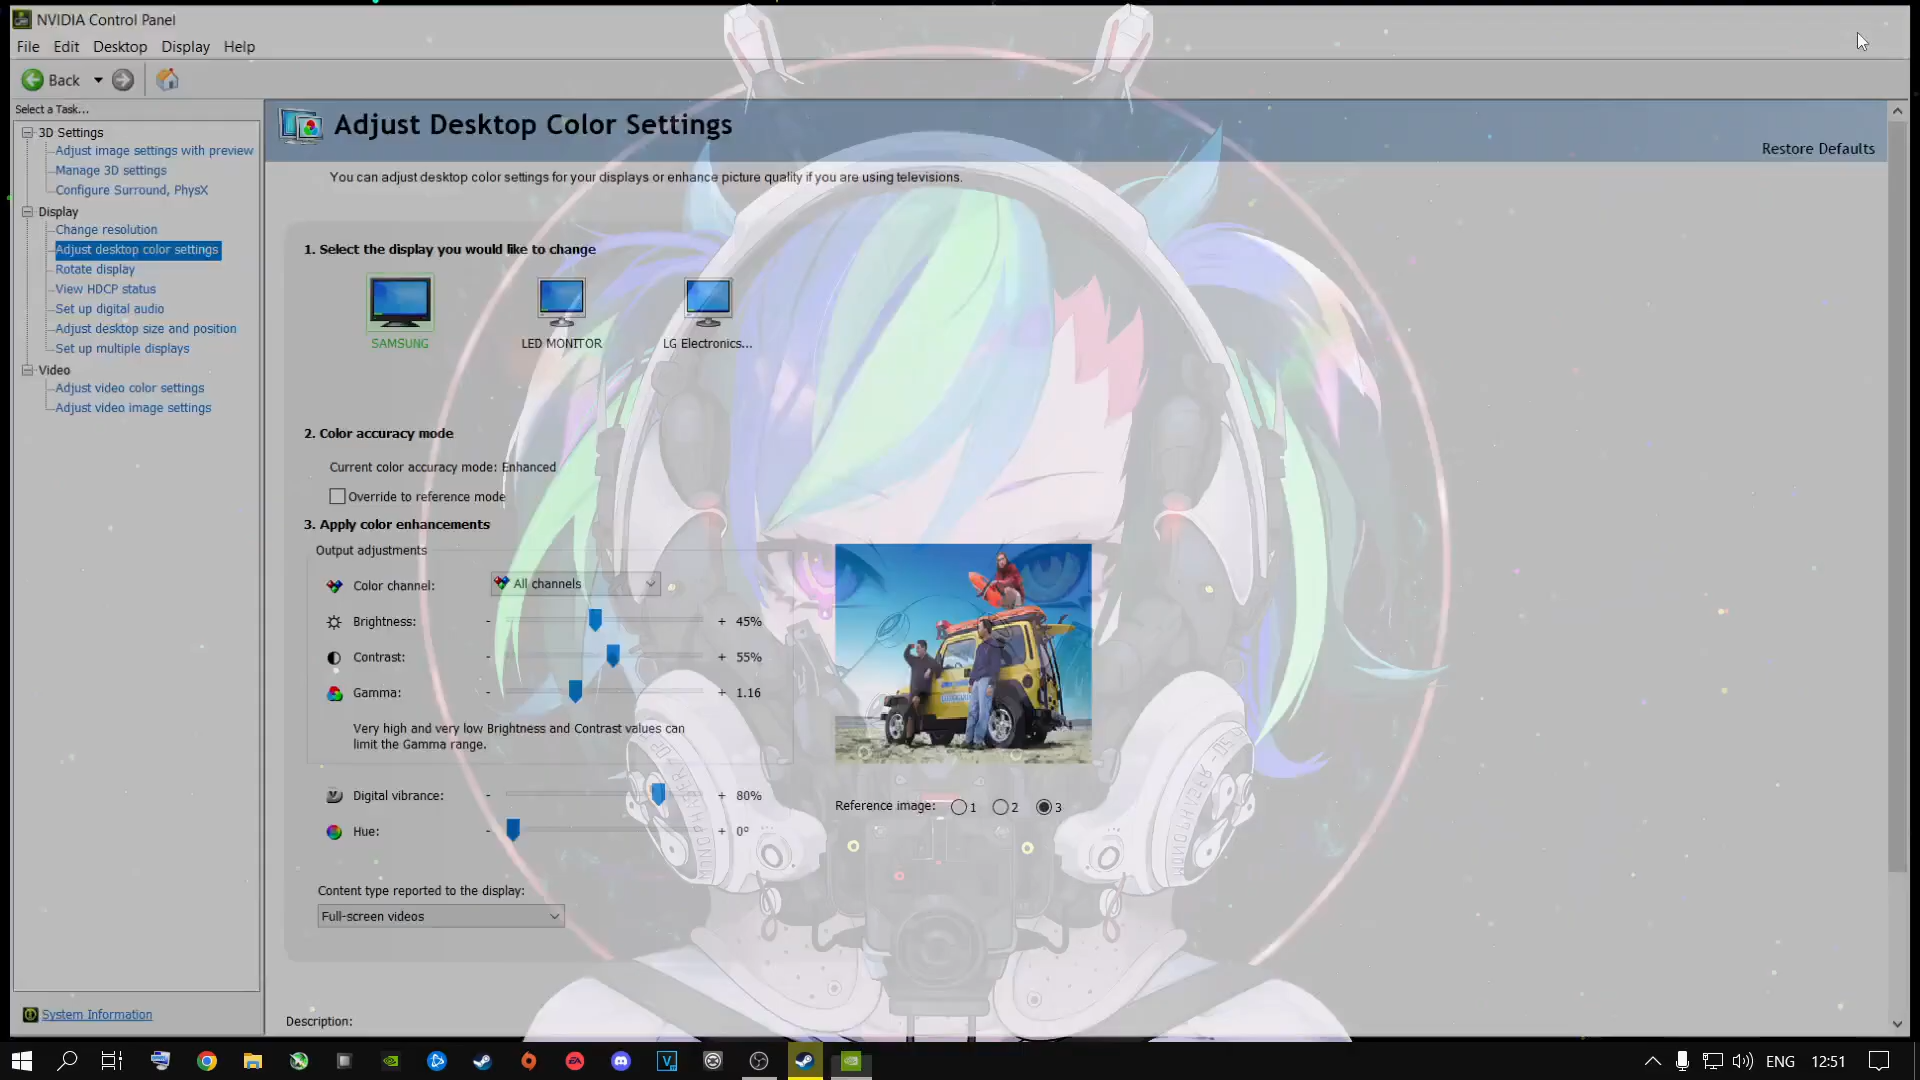 NVIDIA Control Panel
File Edit Desktop Display Help
Back
Select a Task...
3D Settings
Adjust image settings with preview
Manage 3D settings
Configure Surround, PhysX
Display
Change resolution
Adjust desktop color settings
Rotate display
View HDCP status
Set up digital audio
Adjust desktop size and position
Set up multiple displays
Video
Adjust video color settings
Adjust video image settings
System Information
Adjust Desktop Color Settings
Restore Defaults
You can adjust desktop color settings for your displays or enhance picture quality if you are using televisions.
1. Select the display you would like to change
SAMSUNG LED MONITOR LG Electronics...
2. Color accuracy mode
Current color accuracy mode: Enhanced
Override to reference mode
3. Apply color enhancements
Output adjustments
Color channel: All channels
Brightness: - + 45%
Contrast: - + 55%
Gamma: - + 1.16
Very high and very low Brightness and Contrast values can
limit the Gamma range.
Digital vibrance: - + 80%
Hue: - + 0°
Reference image: 1 2 3
Content type reported to the display:
Full-screen videos
Description:
ENG 12:51